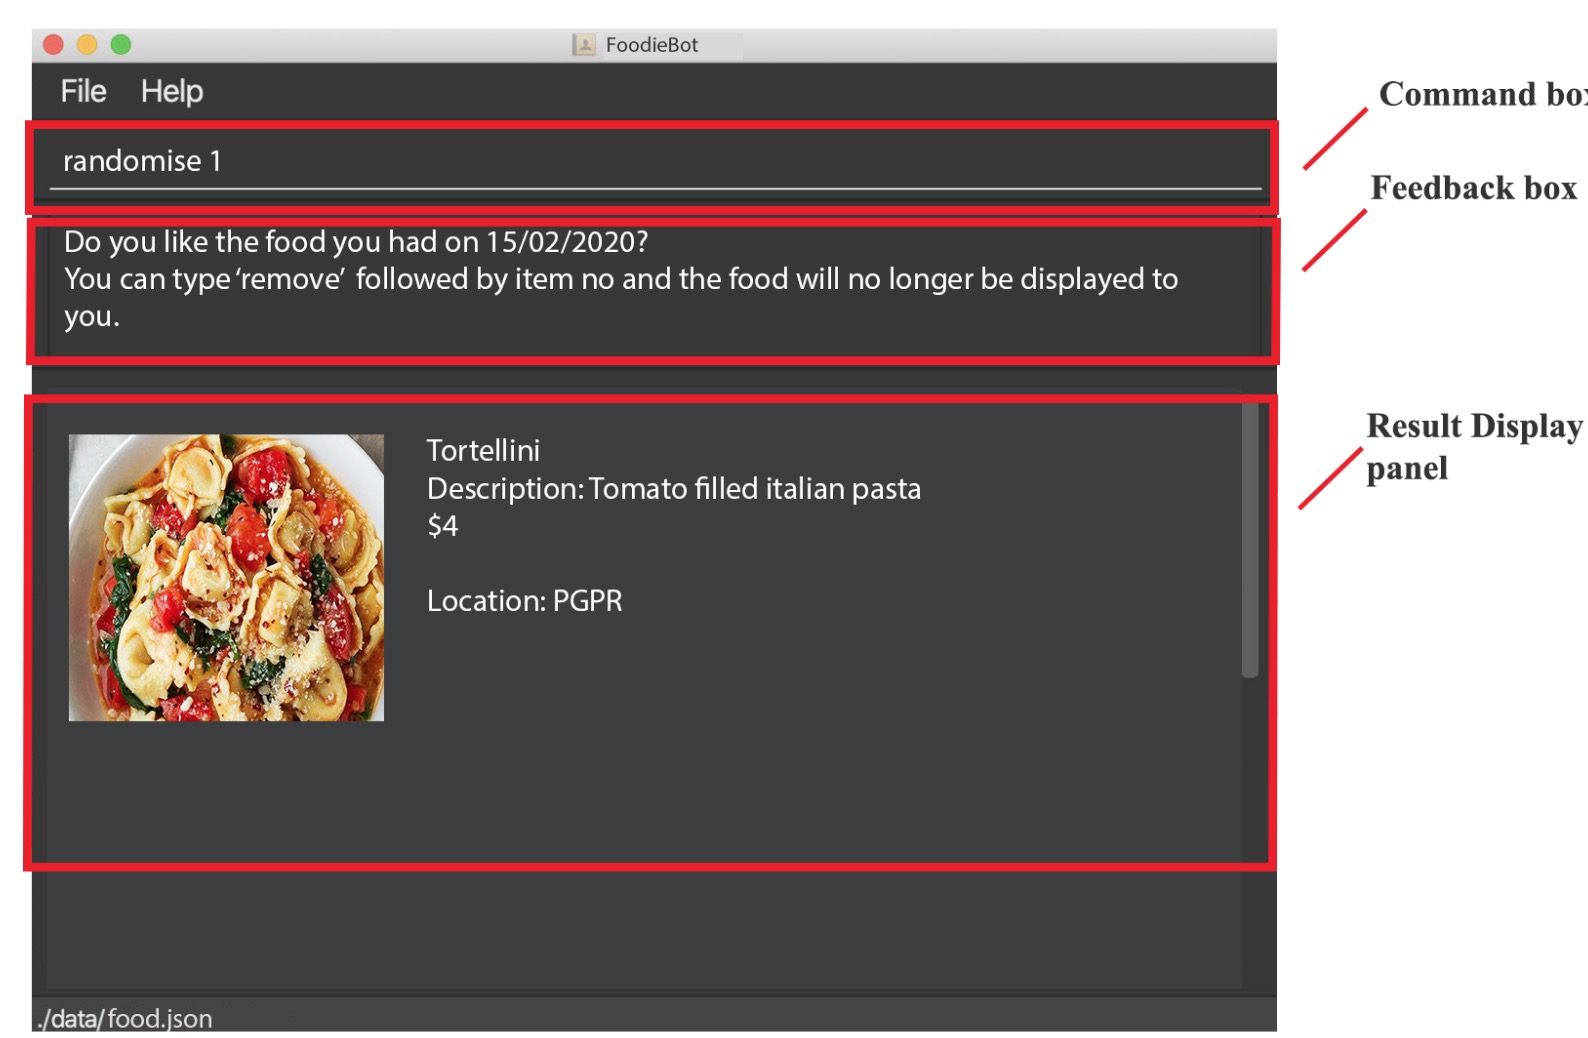 FoodieBot
File Help
Command box
randomise 1
Feedback box
Do you like the food you had on 15/02/2020?
You can type ‘remove’ followed by item no and the food will no longer be displayed to
you.
Result Display
panel
Tortellini
Description: Tomato filled italian pasta
$4
Location: PGPR
./data/food.json